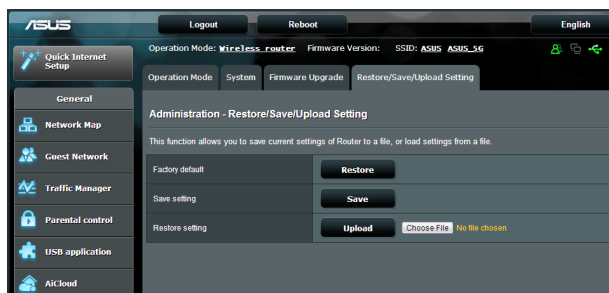 ASUS
Logout Reboot English
Quick Internet Setup
Operation Mode: Wireless router Firmware Version: SSID: ASUS ASUS_5G
Operation Mode System Firmware Upgrade Restore/Save/Upload Setting
General
Network Map
Guest Network
Traffic Manager
Parental control
USB application
AiCloud
Administration - Restore/Save/Upload Setting
This function allows you to save current settings of Router to a file, or load settings from a file.
Factory default Restore
Save setting Save
Restore setting Upload Choose File No file chosen